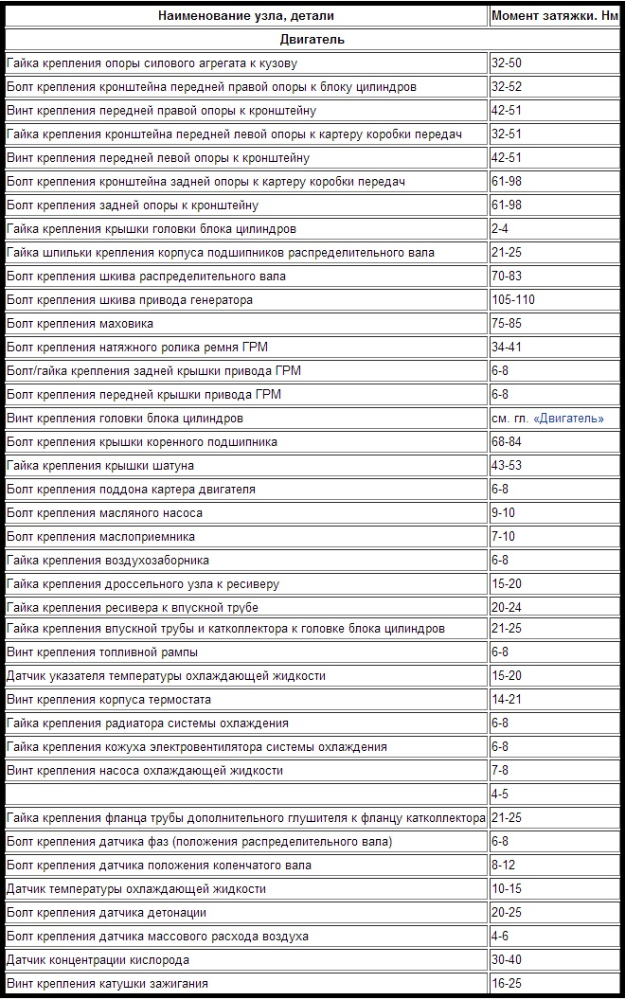 Наименование узла, детали Момент затяжки. Нм
Двигатель
Гайка крепления опоры силового агрегата к кузову 32-50
Болт крепления кронштейна передней правой опоры к блоку цилиндров 32-52
Винт крепления передней правой опоры к кронштейну 42-51
Гайка крепления кронштейна передней левой опоры к картеру коробки передач 32-51
Винт крепления передней левой опоры к кронштейну 42-51
Болт крепления кронштейна задней опоры к картеру коробки передач 61-98
Болт крепления задней опоры к кронштейну 61-98
Гайка крепления крышки головки блока цилиндров 2-4
Гайка шпильки крепления корпуса подшипников распределительного вала 21-25
Болт крепления шкива распределительного вала 70-83
Болт крепления шкива привода генератора 105-110
Болт крепления маховика 75-85
Болт крепления натяжного ролика ремня ГРМ 34-41
Болт/гайка крепления задней крышки привода ГРМ 6-8
Болт крепления передней крышки привода ГРМ 6-8
Винт крепления головки блока цилиндров см. гл. «Двигатель»
Болт крепления крышки коренного подшипника 68-84
Гайка крепления крышки шатуна 43-53
Болт крепления поддона картера двигателя 6-8
Болт крепления масляного насоса 9-10
Болт крепления маслоприемника 7-10
Гайка крепления воздухозаборника 6-8
Гайка крепления дроссельного узла к ресиверу 15-20
Гайка крепления ресивера к впускной трубе 20-24
Гайка крепления впускной трубы и катколлектора к головке блока цилиндров 21-25
Винт крепления топливной рампы 6-8
Датчик указателя температуры охлаждающей жидкости 15-20
Винт крепления корпуса термостата 14-21
Гайка крепления радиатора системы охлаждения 6-8
Гайка крепления кожуха электровентилятора системы охлаждения 6-8
Винт крепления насоса охлаждающей жидкости 7-8
4-5
Гайка крепления фланца трубы дополнительного глушителя к фланцу катколлектора 21-25
Болт крепления датчика фаз (положения распределительного вала) 6-8
Болт крепления датчика положения коленчатого вала 8-12
Датчик температуры охлаждающей жидкости 10-15
Болт крепления датчика детонации 20-25
Болт крепления датчика массового расхода воздуха 4-6
Датчик концентрации кислорода 30-40
Винт крепления катушки зажигания 16-25